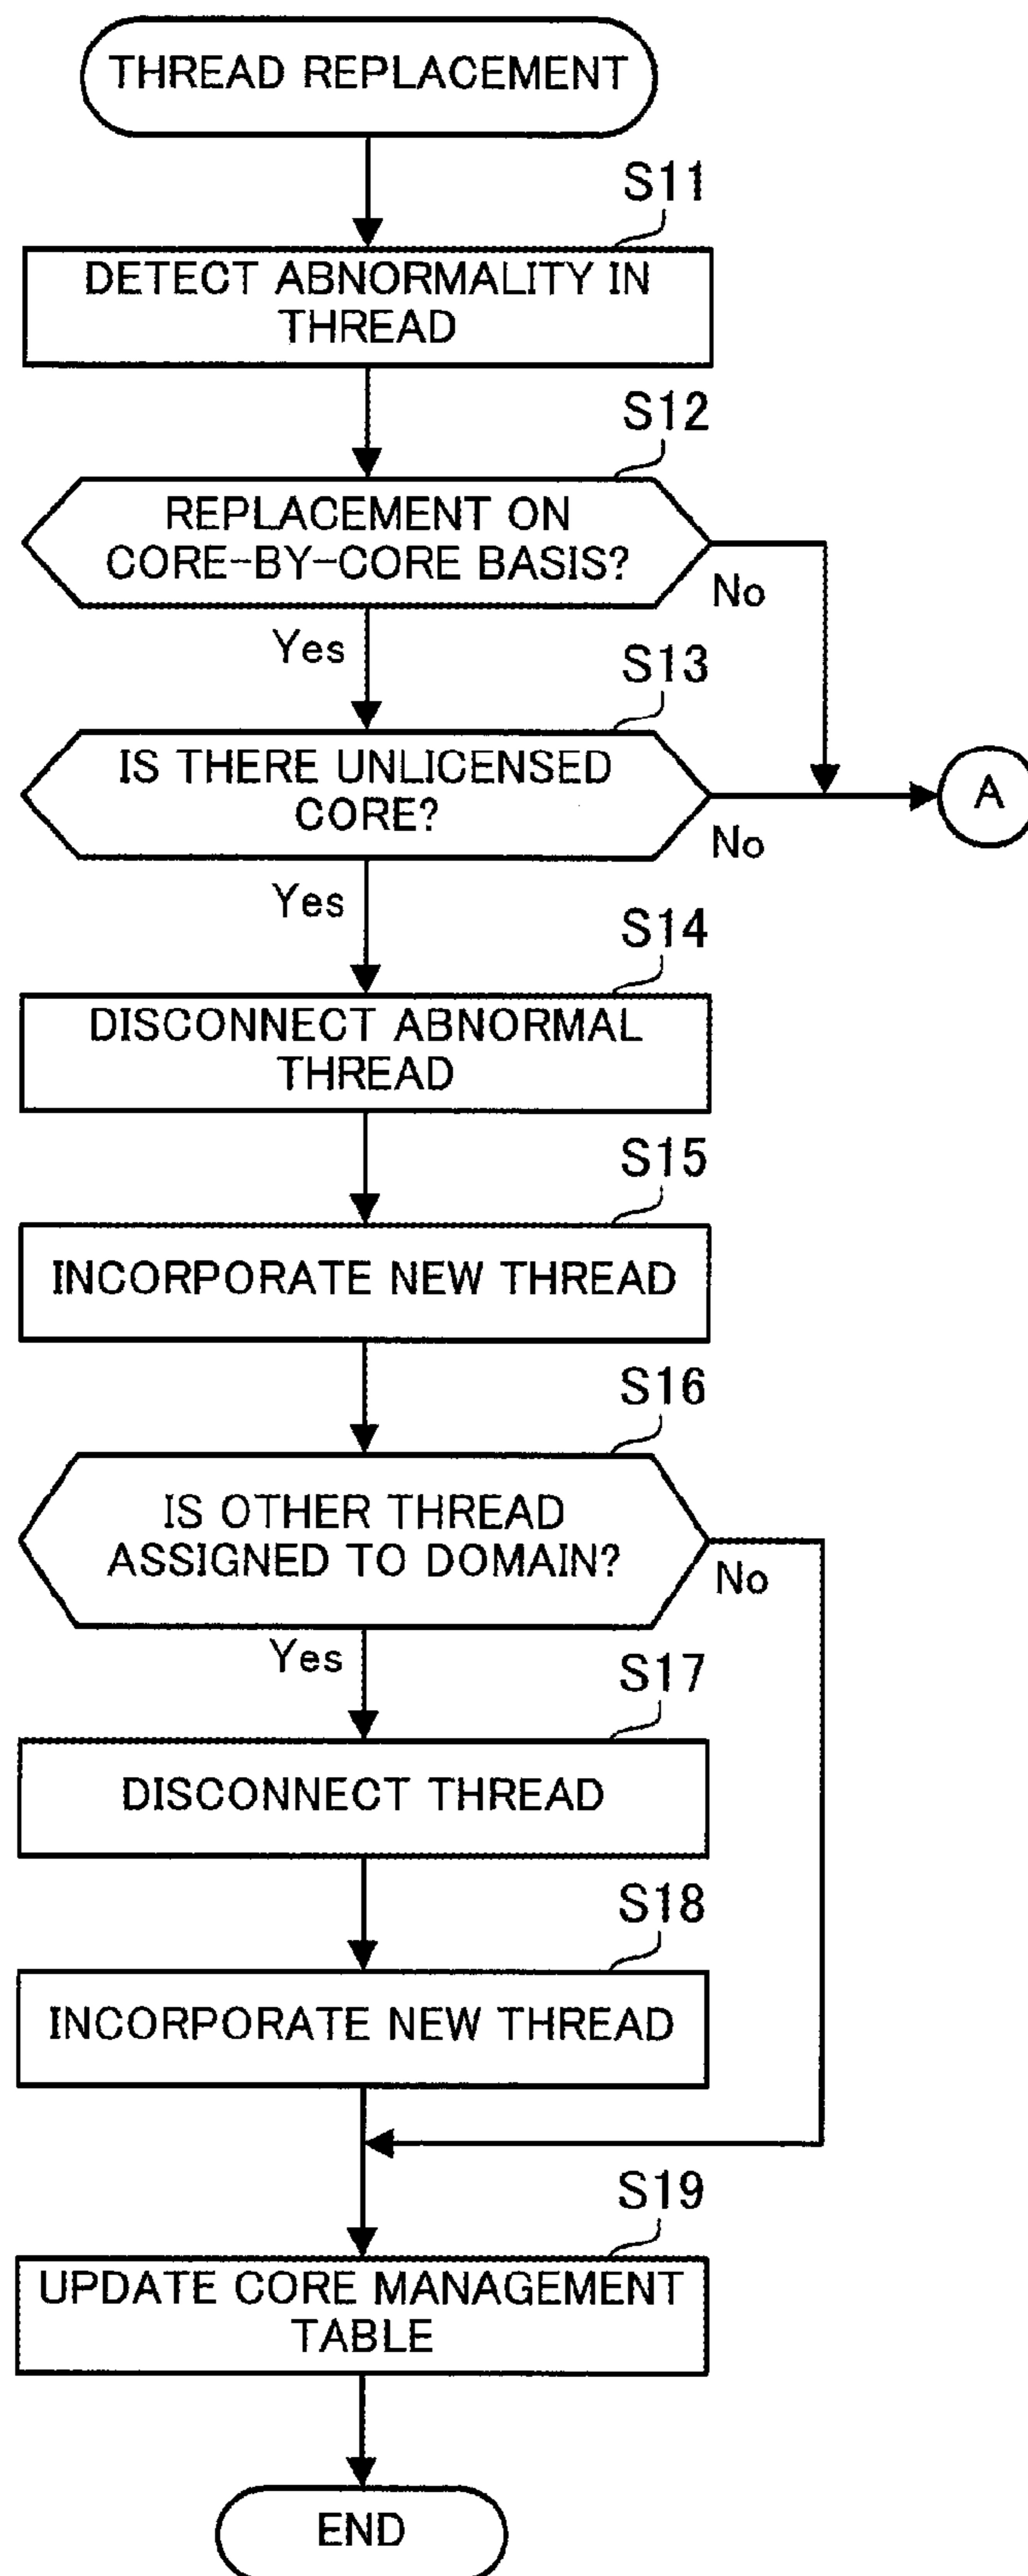 THREAD REPLACEMENT
S11
DETECT ABNORMALITY IN
THREAD
S12
REPLACEMENT ON
CORE-BY-CORE BASIS?
No
Yes
S13
IS THERE UNLICENSED
CORE?
A
No
Yes
S14
DISCONNECT ABNORMAL
THREAD
S15
INCORPORATE NEW THREAD
S16
IS OTHER THREAD
ASSIGNED TO DOMAIN?
No
Yes
S17
DISCONNECT THREAD
S18
INCORPORATE NEW THREAD
S19
UPDATE CORE MANAGEMENT
TABLE
END